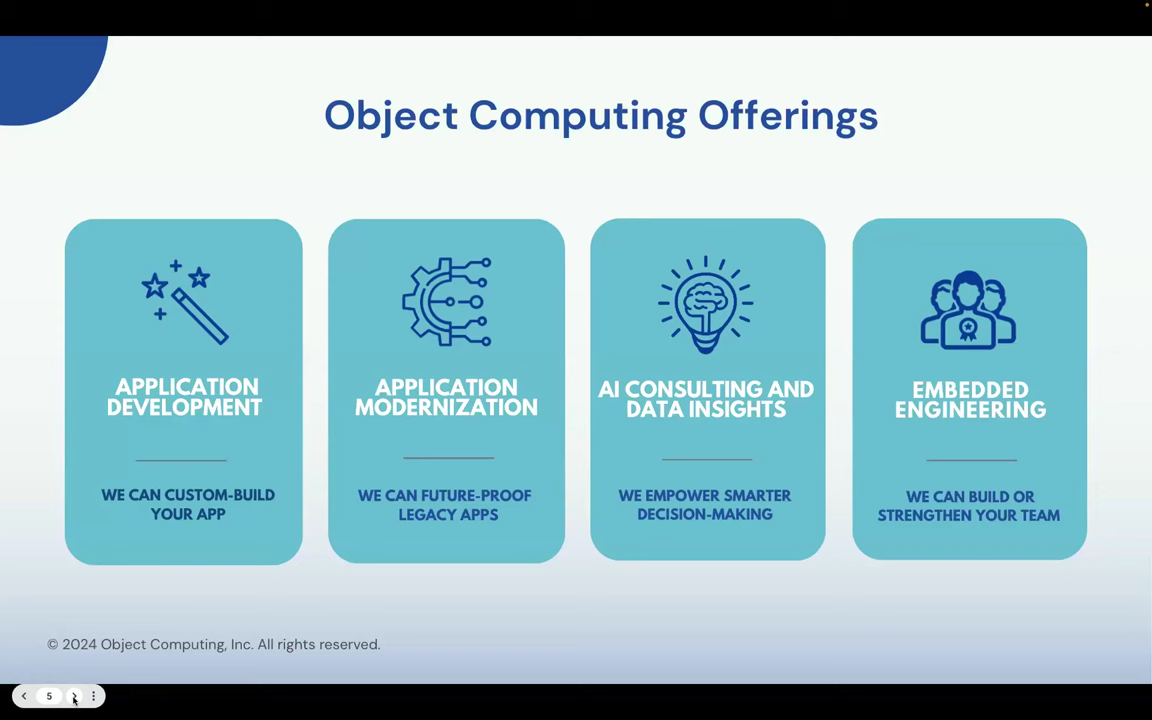 Object Computing Offerings
APPLICATION
DEVELOPMENT
WE CAN CUSTOM-BUILD
YOUR APP
APPLICATION
MODERNIZATION
WE CAN FUTURE-PROOF
LEGACY APPS
AI CONSULTING AND
DATA INSIGHTS
WE EMPOWER SMARTER
DECISION-MAKING
EMBEDDED
ENGINEERING
WE CAN BUILD OR
STRENGTHEN YOUR TEAM
© 2024 Object Computing, Inc. All rights reserved.
5